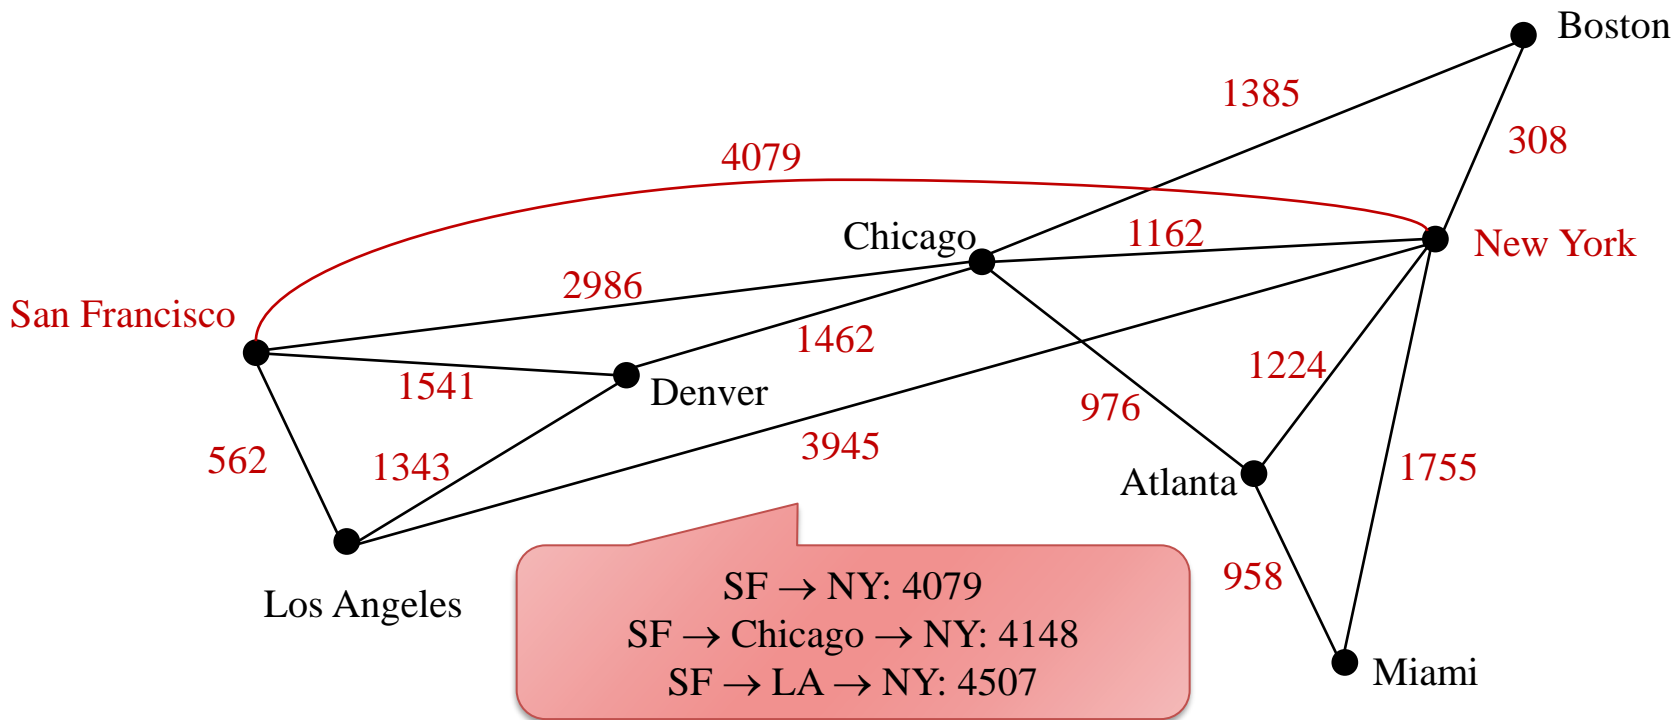 Boston
1385
308
4079
Chicago
1162
New York
2986
San Francisco
1462
1541
Denver
1224
976
3945
562
1343
1755
Atlanta
958
Los Angeles
SF → NY: 4079
SF → Chicago → NY: 4148
SF → LA → NY: 4507
Miami